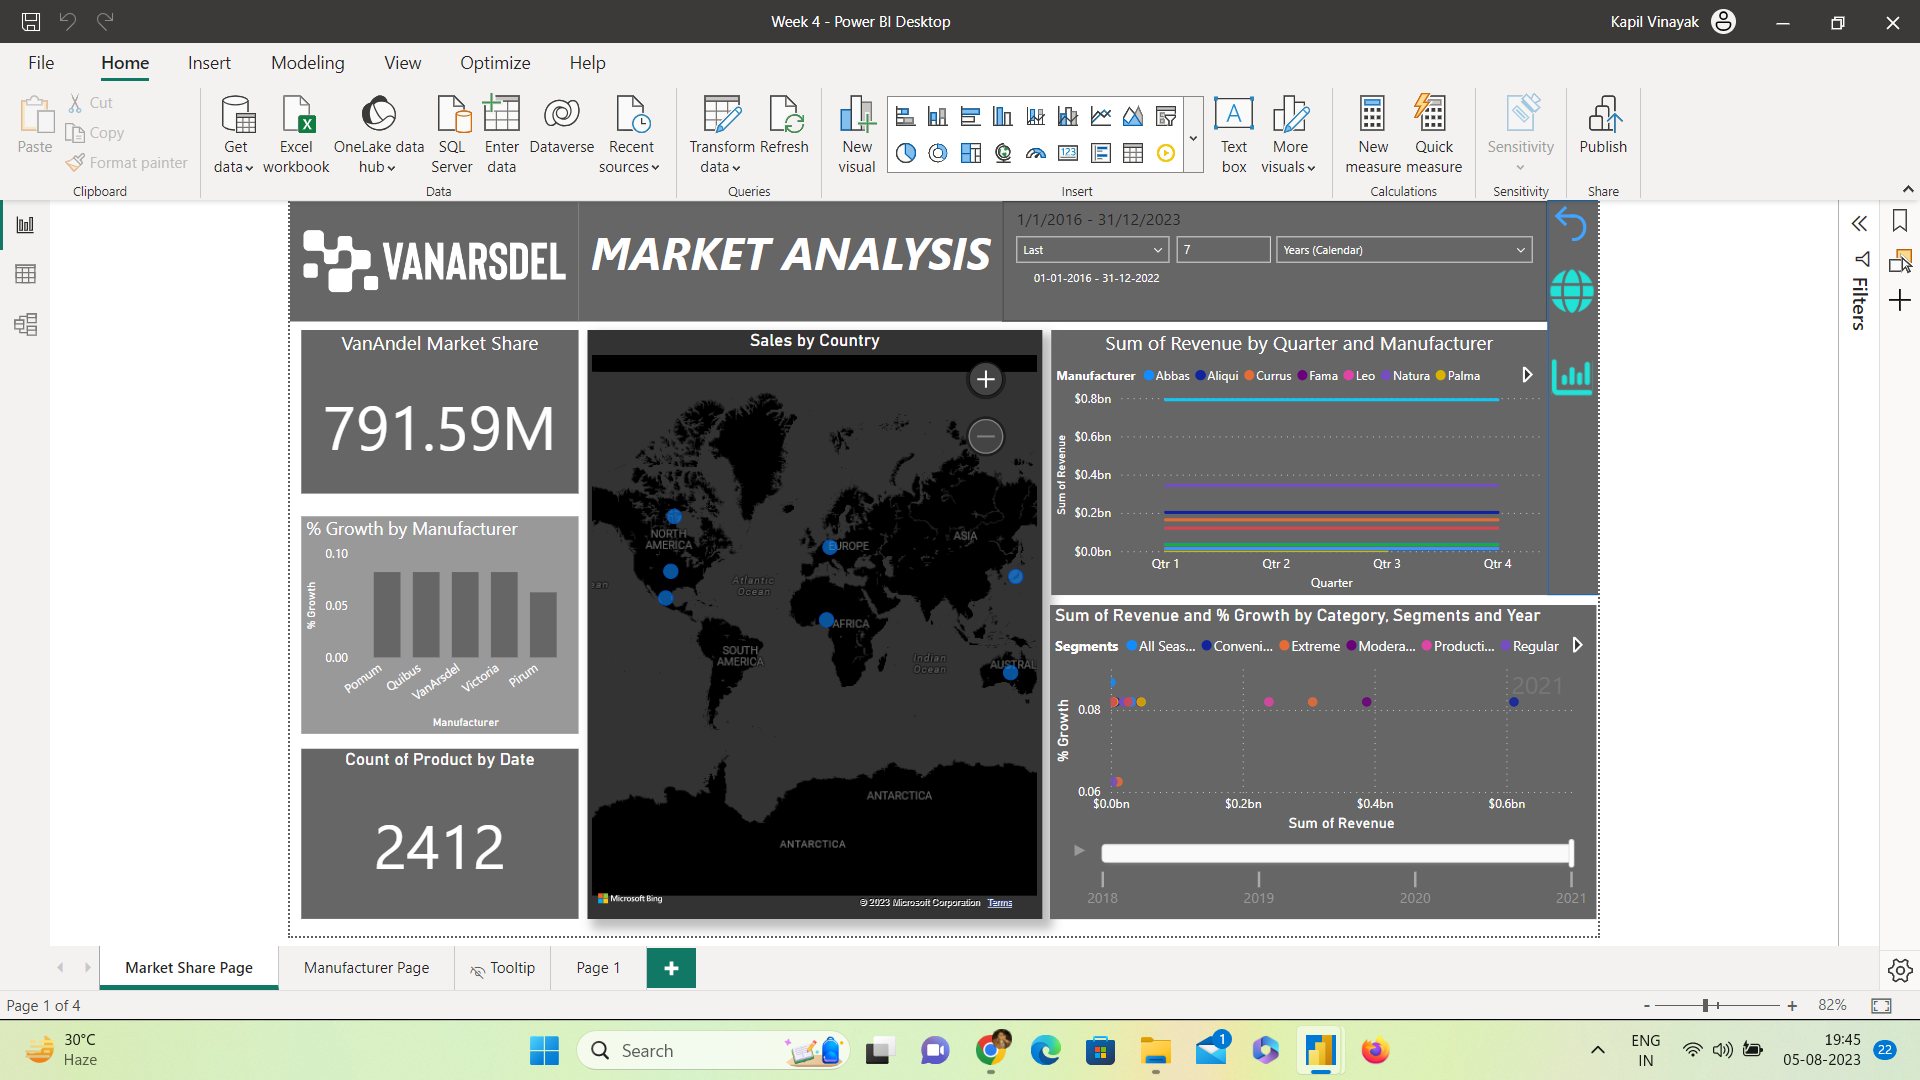 Week 4 - Power BI Desktop
Kapil Vinayak
File
Home
Insert
Modeling
View
Optimize
Help
Paste
Cut
Copy
Format painter
Clipboard
Get data
Excel workbook
OneLake data hub
SQL Server
Enter data
Dataverse
Recent sources
Data
Transform data
Refresh
Queries
New visual
Text box
More visuals
Insert
New measure
Quick measure
Calculations
Sensitivity
Sensitivity
Publish
Share
VANARSDEL
MARKET ANALYSIS
1/1/2016 - 31/12/2023
Last
7
Years (Calendar)
01-01-2016 - 31-12-2022
Filters
VanAndel Market Share
791.59M
% Growth by Manufacturer
0.10
0.05
0.00
% Growth
Pomum
Quibus
VanArsdel
Victoria
Pirum
Manufacturer
Count of Product by Date
2412
Sales by Country
NORTH AMERICA
EUROPE
ASIA
Atlantic Ocean
ean
AFRICA
SOUTH AMERICA
Indian Ocean
AUSTRAL
ANTARCTICA
ANTARCTICA
Microsoft Bing
© 2023 Microsoft Corporation Terms
Sum of Revenue by Quarter and Manufacturer
Manufacturer Abbas Aliqui Currus Fama Leo Natura Palma
$0.8bn
$0.6bn
$0.4bn
$0.2bn
$0.0bn
Sum of Revenue
Qtr 1 Qtr 2 Qtr 3 Qtr 4
Quarter
Sum of Revenue and % Growth by Category, Segments and Year
Segments All Seas... Conveni... Extreme Modera... Producti... Regular
2021
0.08
0.06
% Growth
$0.0bn $0.2bn $0.4bn $0.6bn
Sum of Revenue
2018 2019 2020 2021
Market Share Page
Manufacturer Page
Tooltip
Page 1
Page 1 of 4
- + 82%
30°C
Haze
Search
1
ENG
IN
19:45
05-08-2023
22